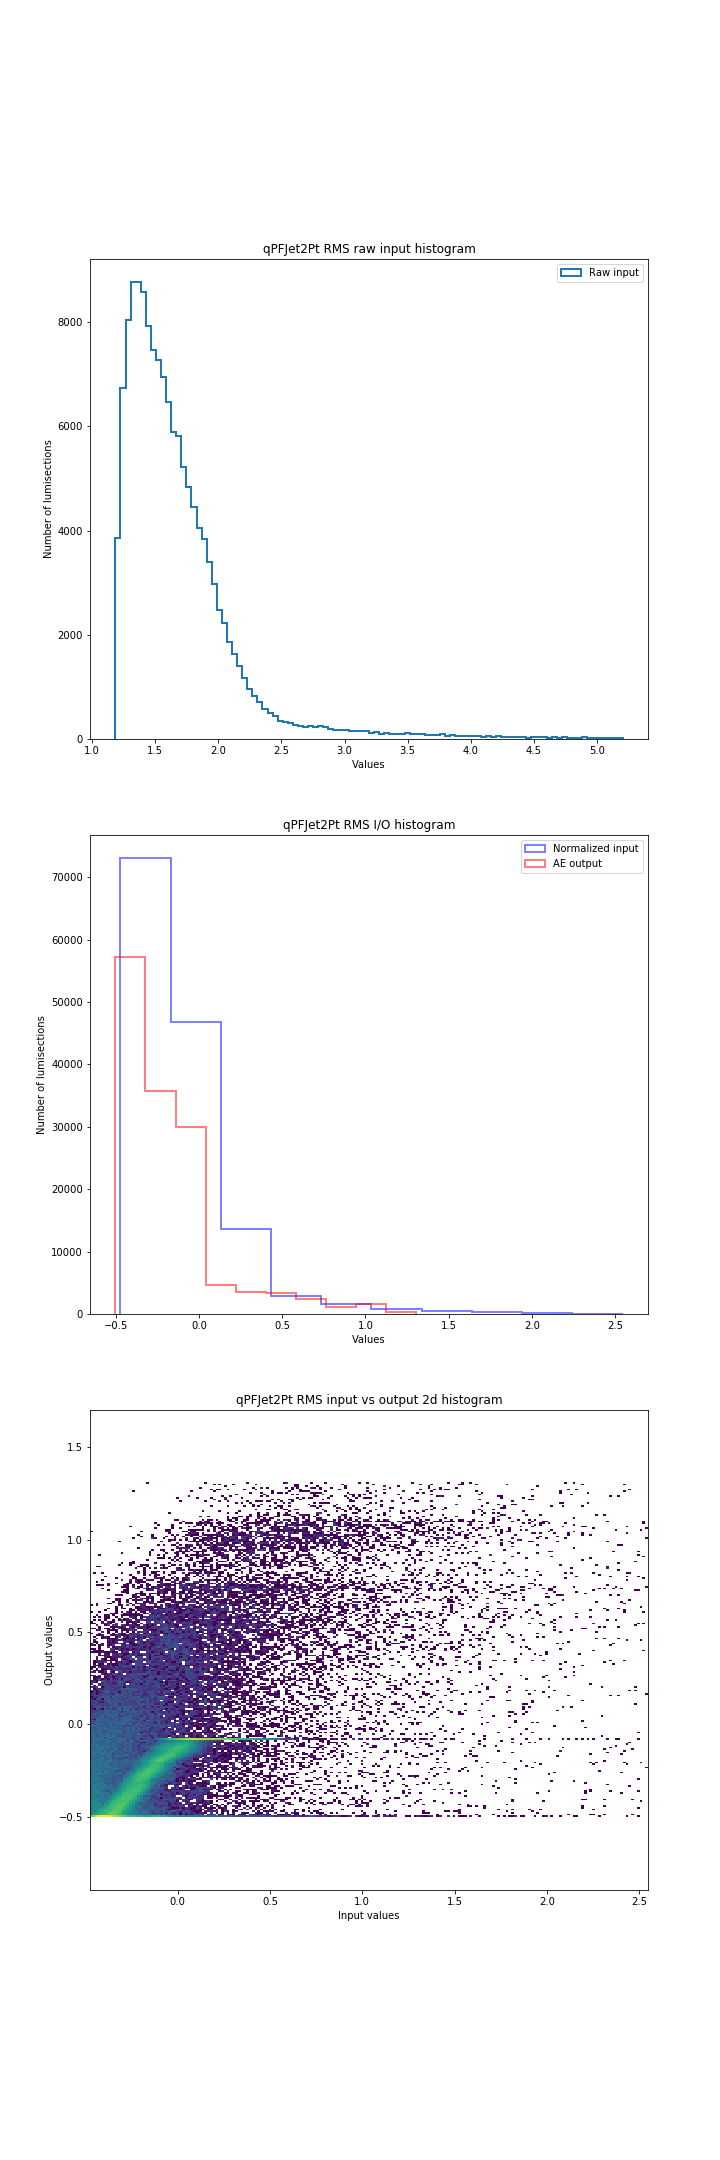 qPFJet2Pt RMS raw input histogram
Raw input
8000
6000
4000
2000
0
Number of lumisections
1.0 1.5 2.0 2.5 3.0 3.5 4.0 4.5 5.0
Values
qPFJet2Pt RMS I/O histogram
Normalized input
AE output
70000
60000
50000
40000
30000
20000
10000
0
Number of lumisections
−0.5 0.0 0.5 1.0 1.5 2.0 2.5
Values
qPFJet2Pt RMS input vs output 2d histogram
1.5
1.0
0.5
0.0
−0.5
Output values
0.0 0.5 1.0 1.5 2.0 2.5
Input values